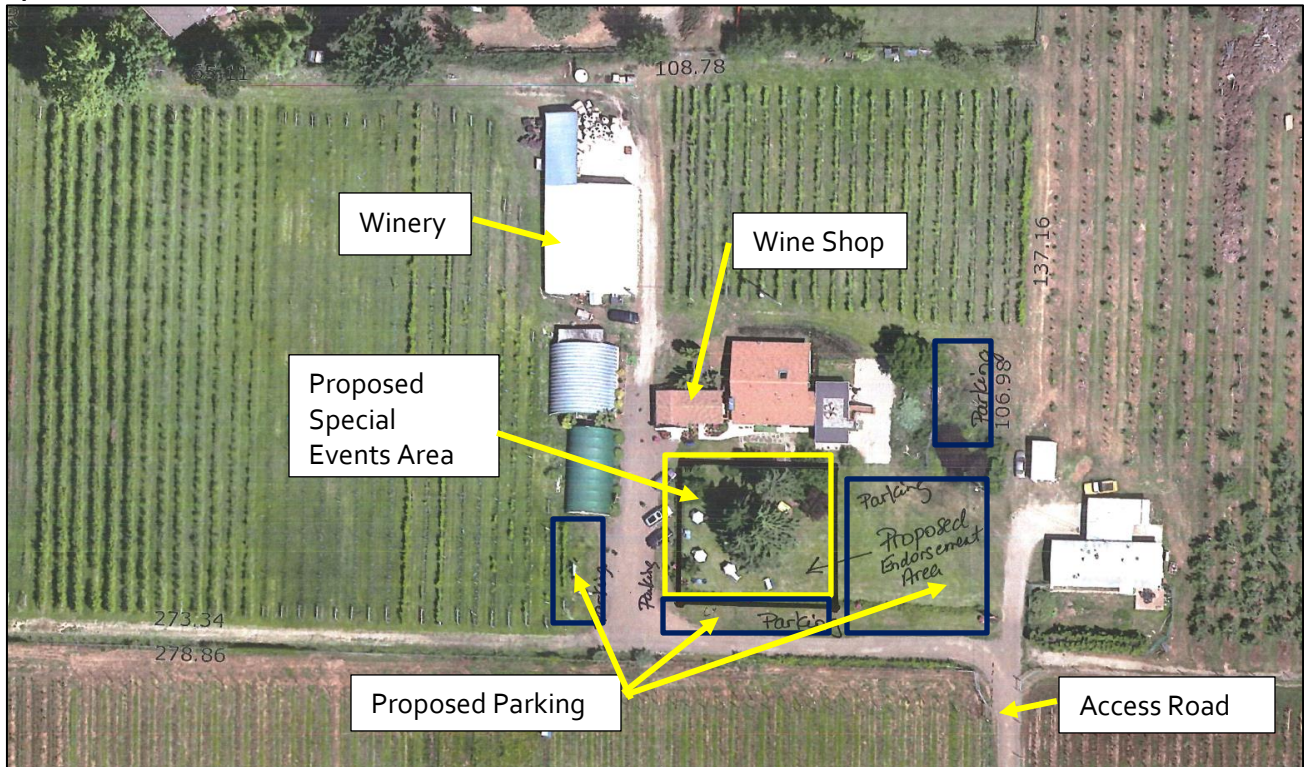 108.78
Winery
Wine Shop
137.16
Proposed
Special
Events Area
Parking
106.98
Parking
Proposed
Endorsement
Area
Parking
Parking
273.34
278.86
Proposed Parking
Access Road